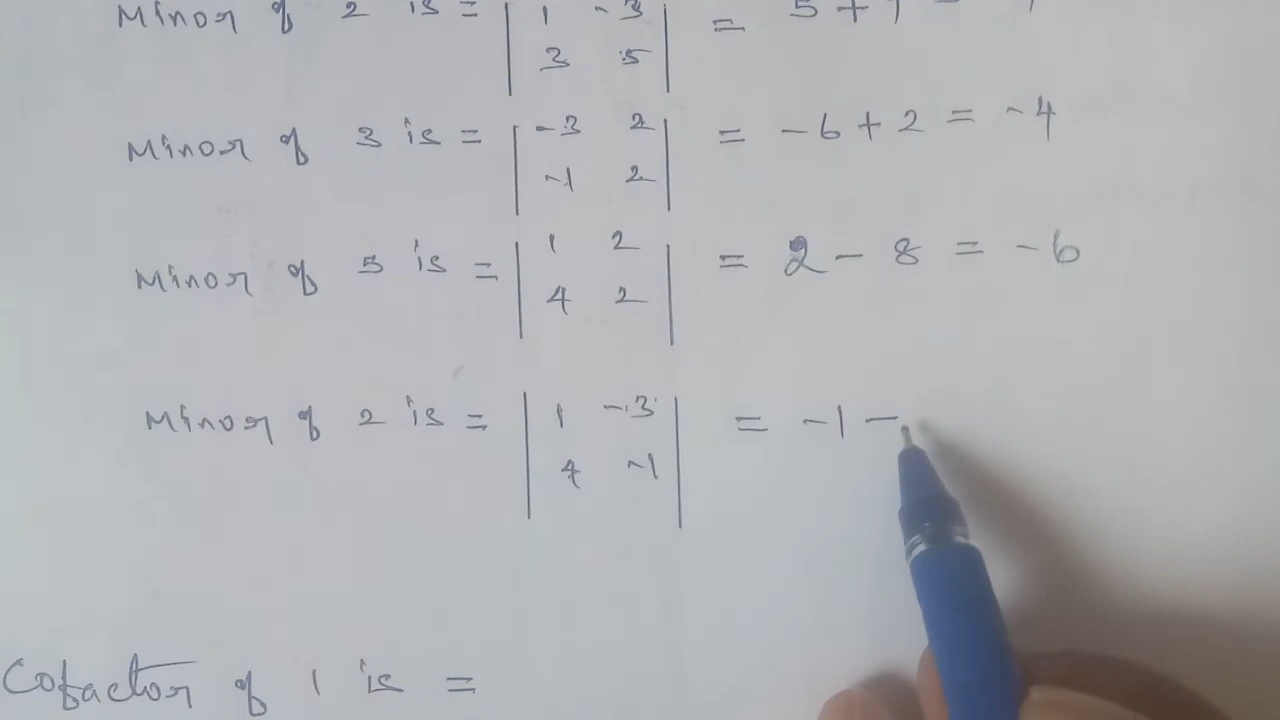 Minor of 2 is = | 1 -3 | = 5 +
| 3 5 |
Minor of 3 is = | -3 2 | = -6 + 2 = -4
| -1 2 |
Minor of 5 is = | 1 2 | = 2 - 8 = -6
| 4 2 |
Minor of 2 is = | 1 -3 | = -1 -
| 4 -1 |
Cofactor of 1 is =